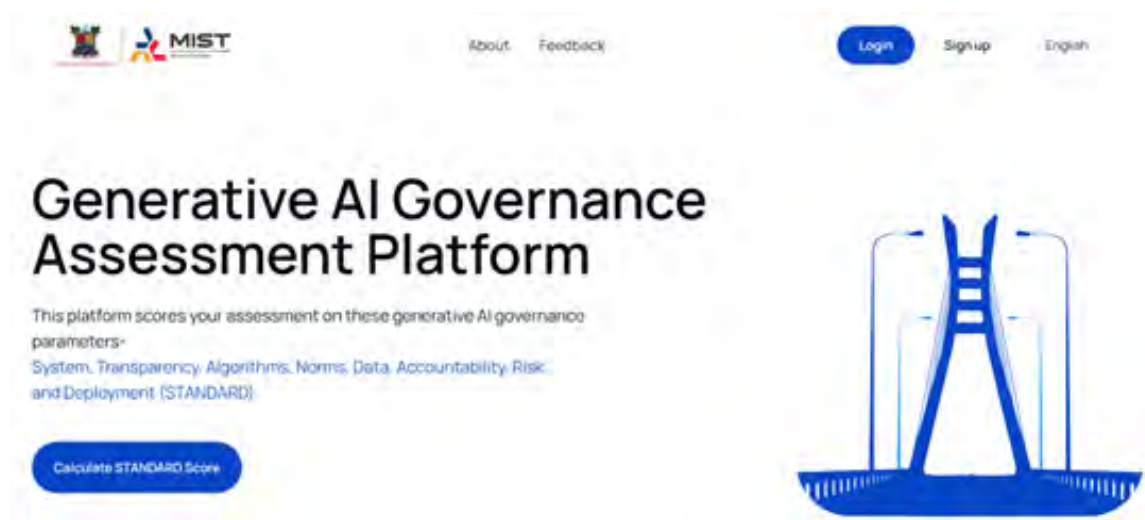 MIST
About Feedback
Login Sign up English
Generative AI Governance
Assessment Platform
This platform scores your assessment on these generative AI governance
parameters-
System, Transparency, Algorithms, Norms, Data, Accountability, Risk
and Deployment (STANDARD)
Calculate STANDARD Score